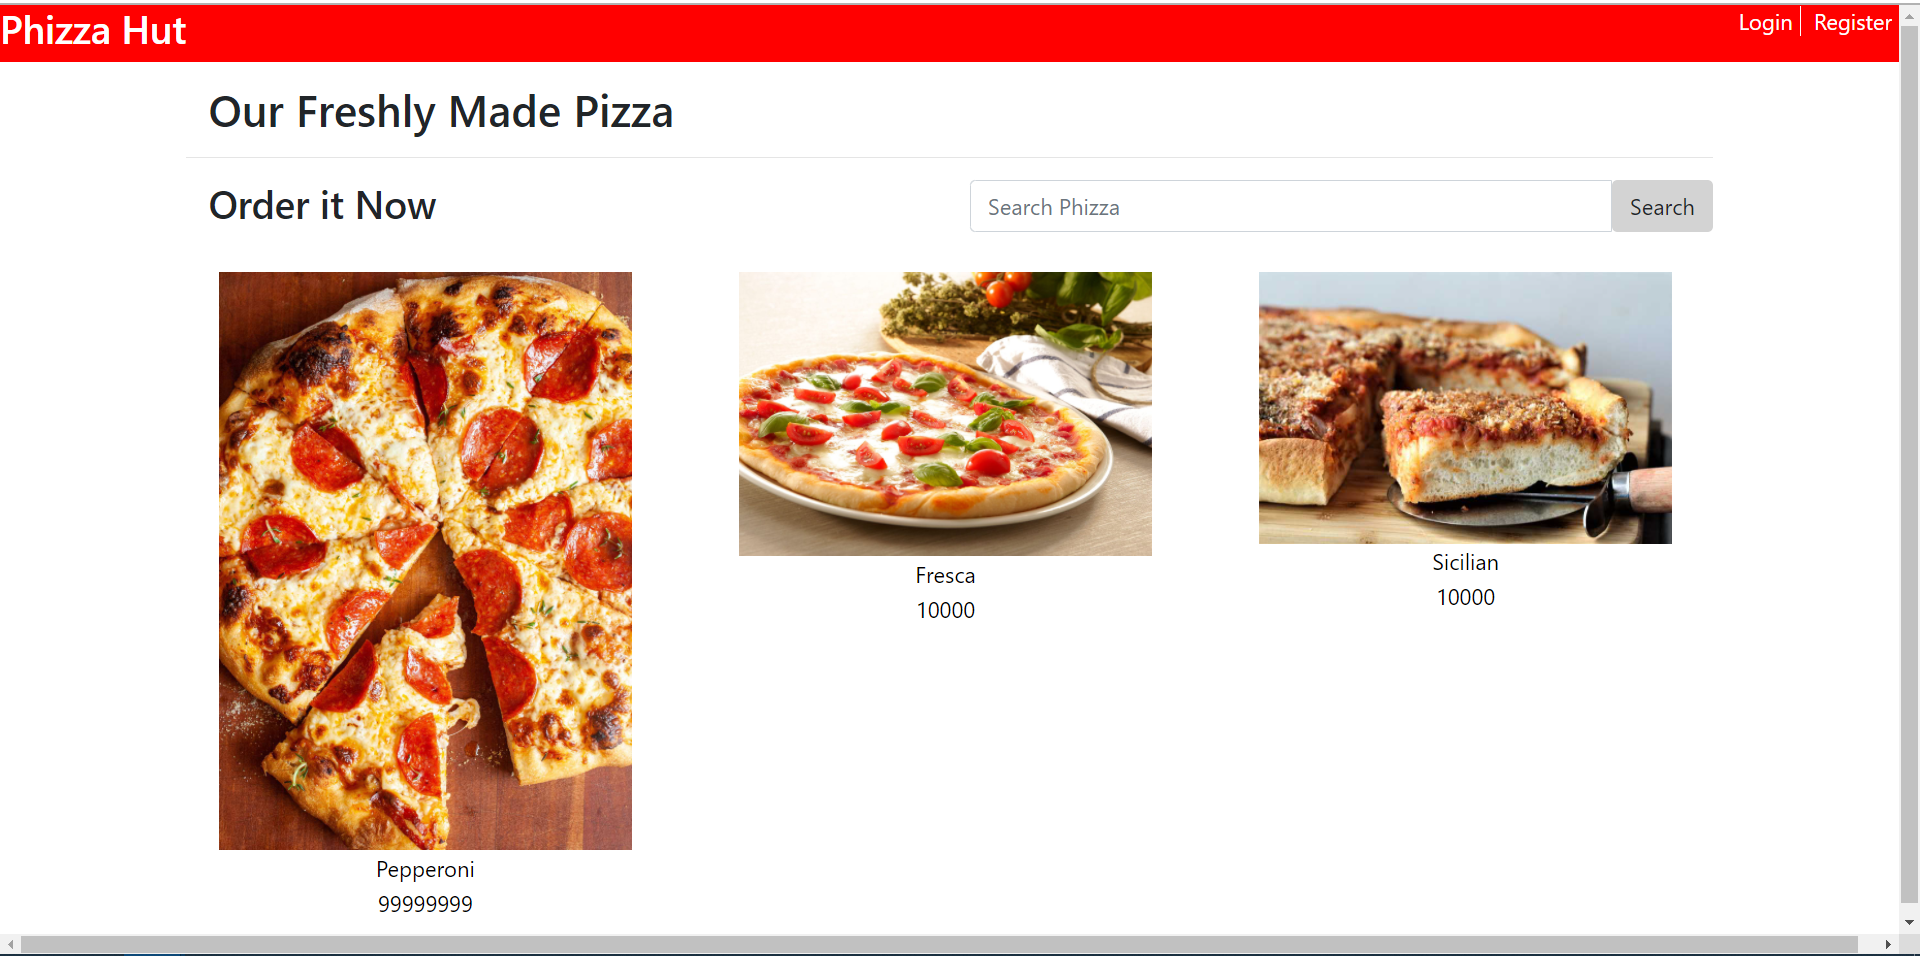 Phizza Hut
Login
Register
Our Freshly Made Pizza
Order it Now
Search Phizza
Search
Pepperoni
99999999
Fresca
10000
Sicilian
10000